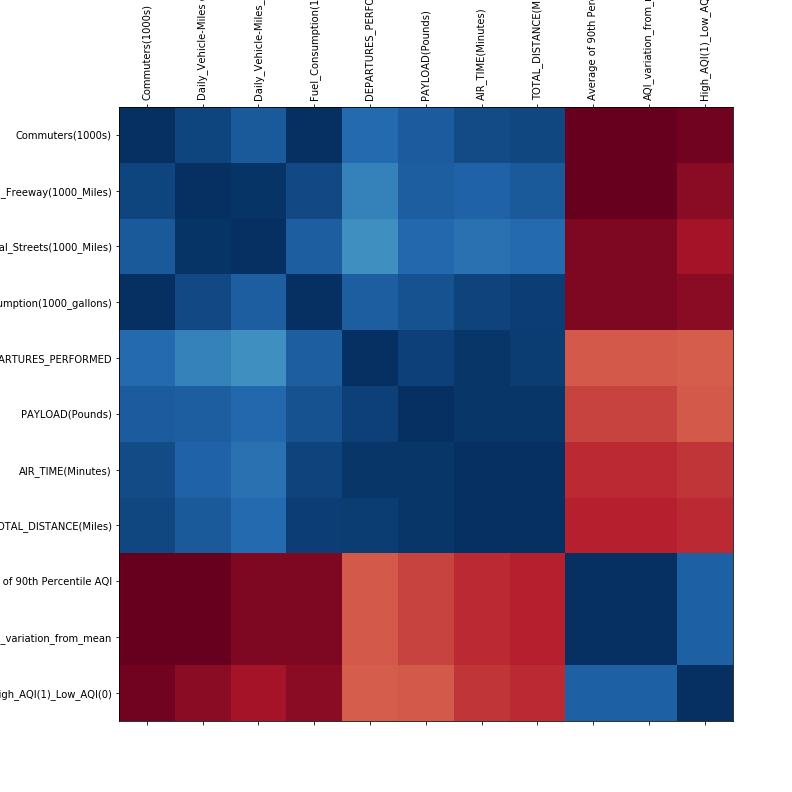 Commuters(1000s)
Daily_Vehicle-Miles
Daily_Vehicle-Miles_
Fuel_Consumption(1
DEPARTURES_PERFO
PAYLOAD(Pounds)
AIR_TIME(Minutes)
TOTAL_DISTANCE(M
Average of 90th Perc
AQI_variation_from_
High_AQI(1)_Low_AQ
Commuters(1000s)
_Freeway(1000_Miles)
al_Streets(1000_Miles)
umption(1000_gallons)
ARTURES_PERFORMED
PAYLOAD(Pounds)
AIR_TIME(Minutes)
OTAL_DISTANCE(Miles)
of 90th Percentile AQI
_variation_from_mean
igh_AQI(1)_Low_AQI(0)